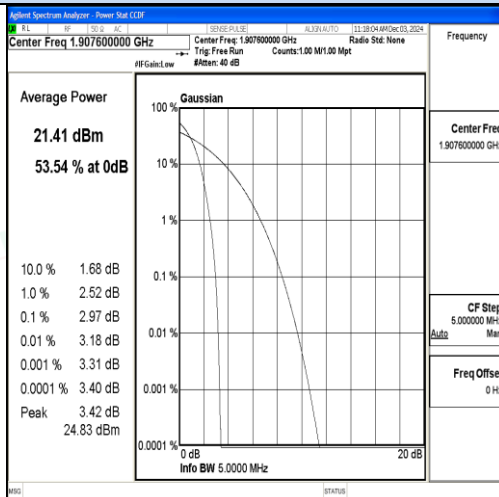 Agilent Spectrum Analyzer - Power Stat CCDF
RL RF 50 Ω AC SENSE:PULSE ALIGN AUTO 11:18:04 AM Dec 03, 2024
Center Freq 1.907600000 GHz
Center Freq: 1.907600000 GHz Radio Std: None
Trig: Free Run Counts:1.00 M/1.00 Mpt
#IFGain:Low #Atten: 40 dB
Frequency
Average Power
21.41 dBm
53.54 % at 0dB
10.0 % 1.68 dB
1.0 % 2.52 dB
0.1 % 2.97 dB
0.01 % 3.18 dB
0.001 % 3.31 dB
0.0001 % 3.40 dB
Peak 3.42 dB
24.83 dBm
Gaussian
100 %
10 %
1 %
0.1 %
0.01 %
0.001 %
0.0001 %
0 dB 20 dB
Info BW 5.0000 MHz
Center Freq
1.907600000 GHz
CF Step
5.000000 MHz
Auto Man
Freq Offset
0 Hz
MSG STATUS